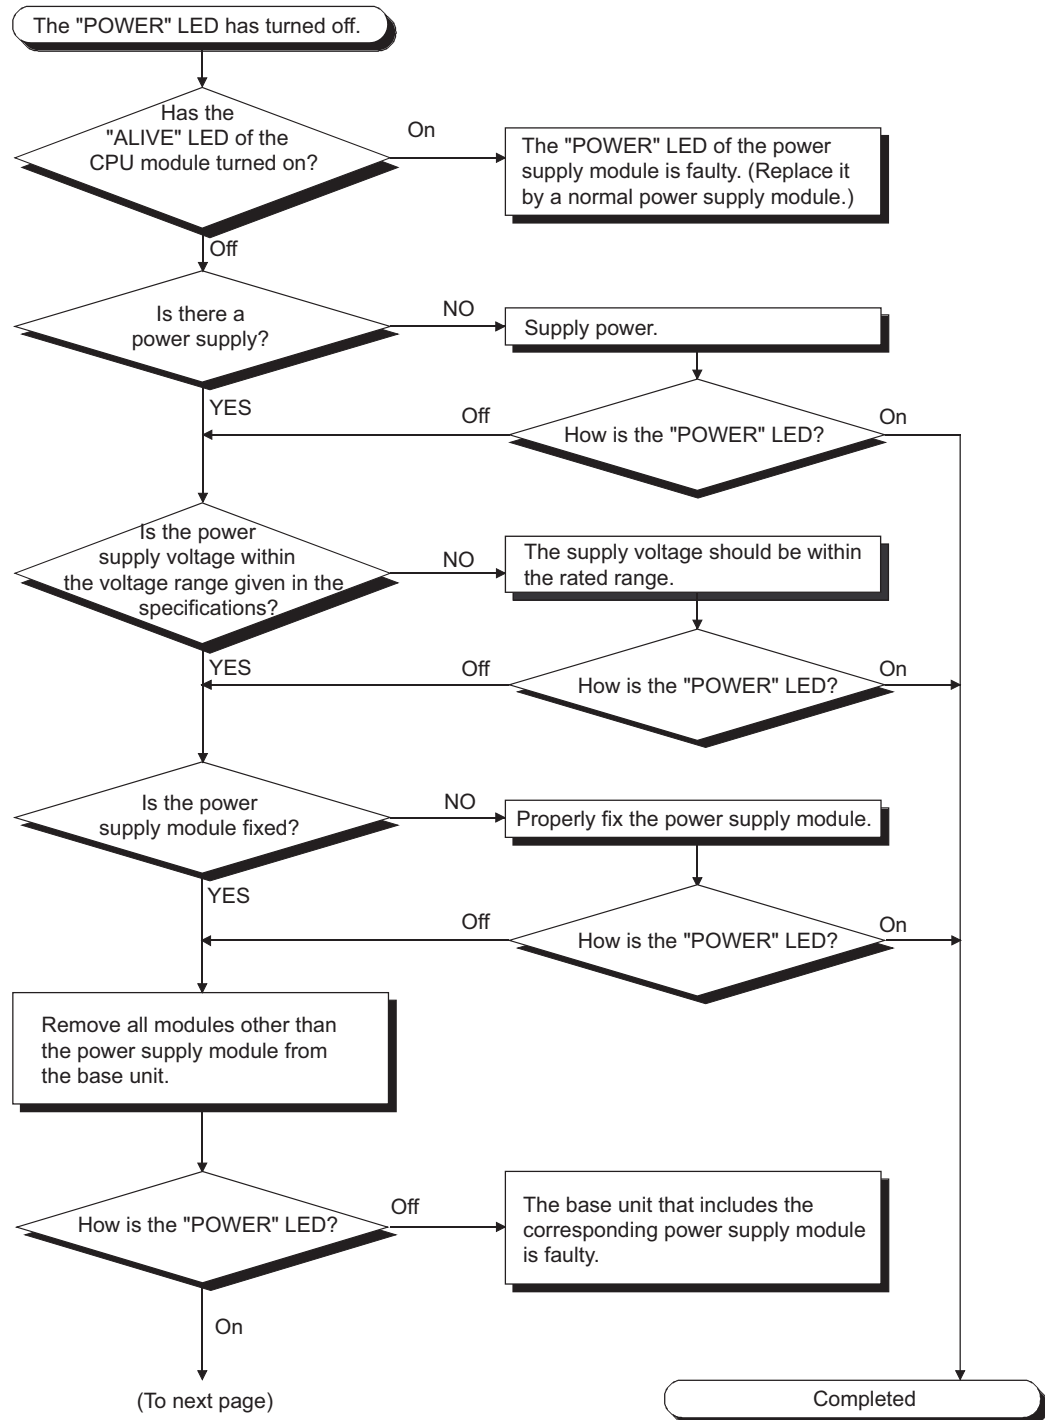 The "POWER" LED has turned off.
Has the
"ALIVE" LED of the
CPU module turned on?
On
The "POWER" LED of the power
supply module is faulty. (Replace it
by a normal power supply module.)
Off
Is there a
power supply?
NO
Supply power.
YES
Off
How is the "POWER" LED?
On
Is the power
supply voltage within
the voltage range given in the
specifications?
NO
The supply voltage should be within
the rated range.
YES
Off
How is the "POWER" LED?
On
Is the power
supply module fixed?
NO
Properly fix the power supply module.
YES
Off
How is the "POWER" LED?
On
Remove all modules other than
the power supply module from
the base unit.
How is the "POWER" LED?
Off
The base unit that includes the
corresponding power supply module
is faulty.
On
(To next page)
Completed